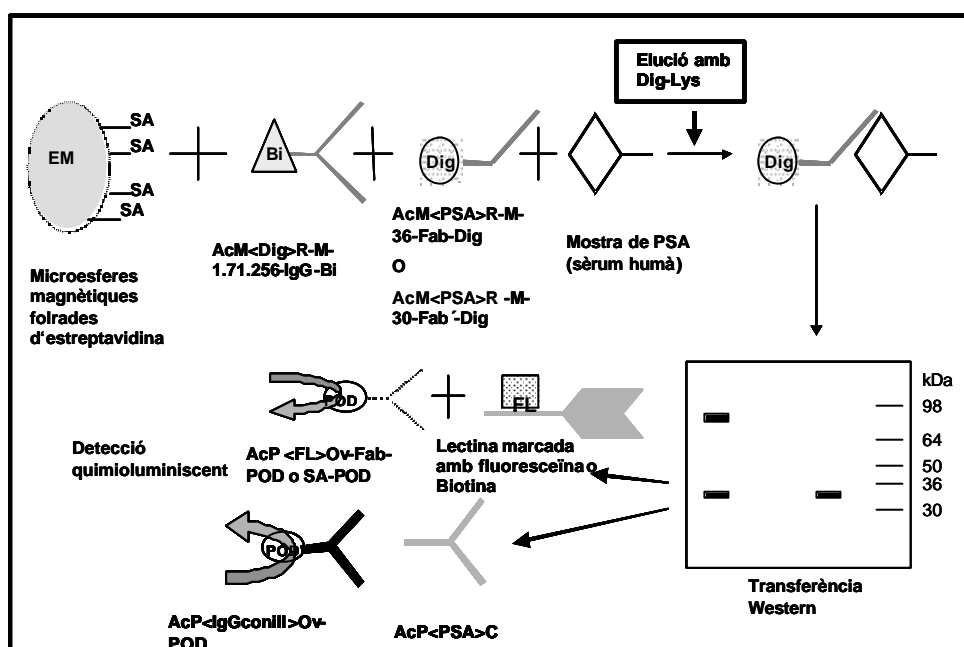 Elució amb
Dig-Lys
SA
SA
SA
SA
EM
Bi
Dig
Dig
AcM<Dig>R-M-
1.71.256-IgG-Bi
AcM<PSA>R-M-
36-Fab-Dig
O
AcM<PSA>R -M-
30-Fab´-Dig
Mostra de PSA
(sèrum humà)
Microesferes
magnètiques
folrades
d'estreptavidina
kDa
98
64
50
36
30
POD
FL
Detecció
quimioluminiscent
AcP <FL>Ov-Fab-
POD o SA-POD
Lectina marcada
amb fluoresceïna o
Biotina
POD
Transferència
Western
AcP<IgGconill>Ov-
POD
AcP<PSA>C